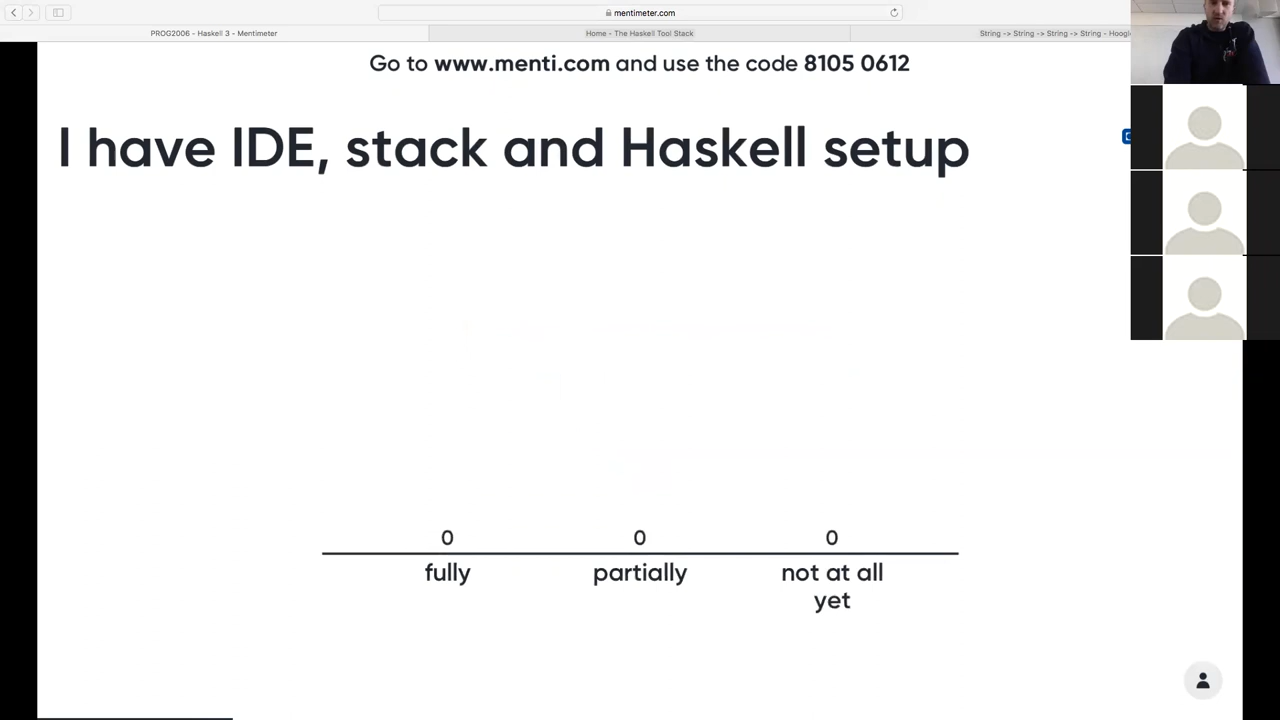 mentimeter.com
PROG2006 - Haskell 3 - Mentimeter
Home - The Haskell Tool Stack
String -> String -> String -> String - Hoogl
Go to www.menti.com and use the code 8105 0612
I have IDE, stack and Haskell setup
0 0 0
fully partially not at all
yet